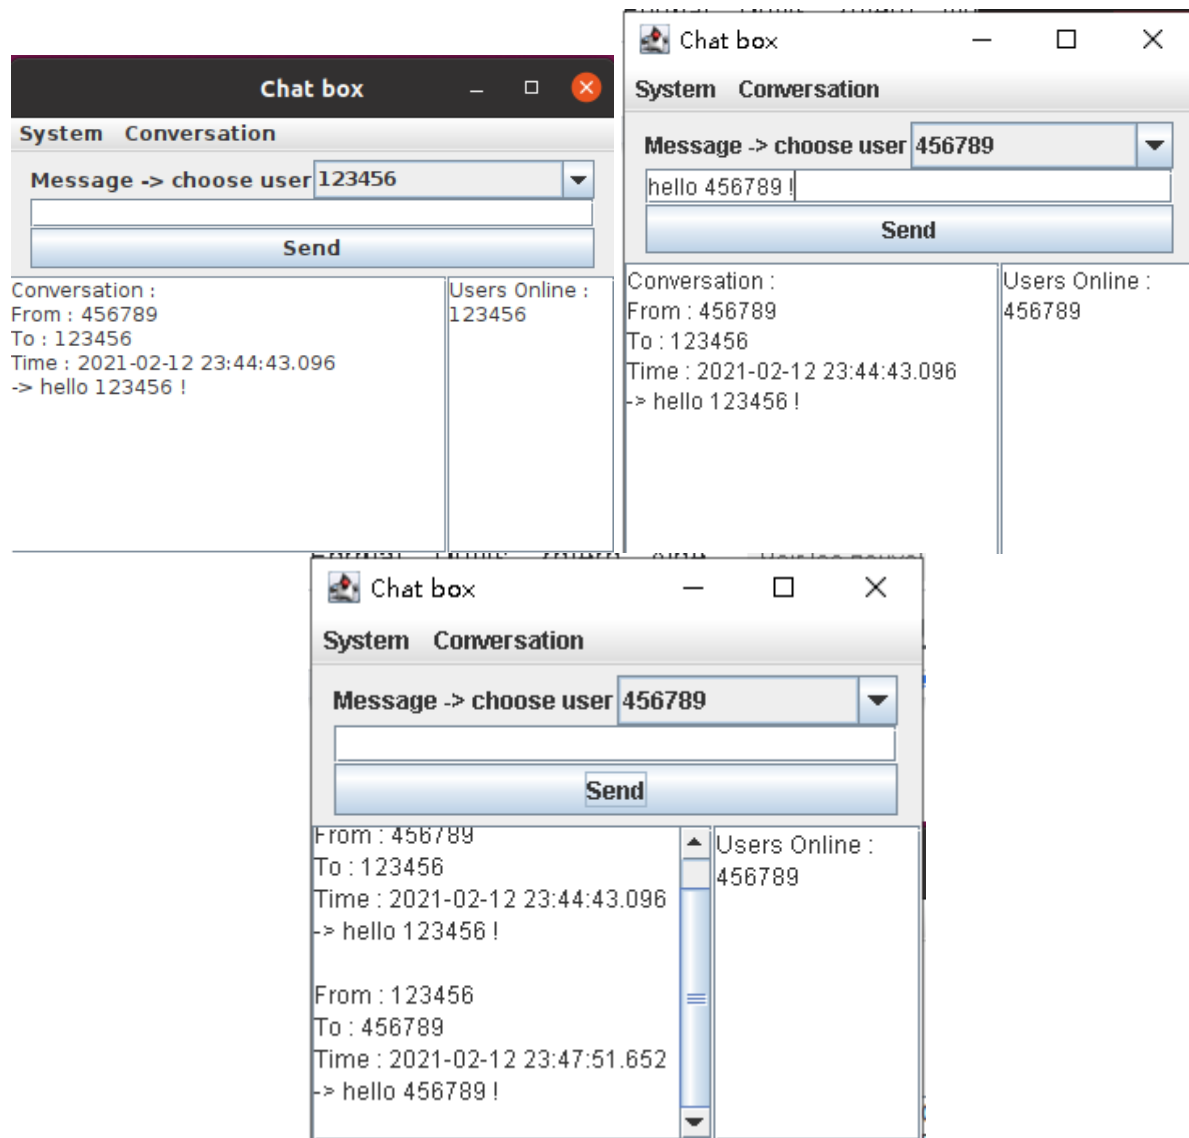 Chat box
System Conversation
Message -> choose user 123456
Send
Conversation :
From : 456789
To : 123456
Time : 2021-02-12 23:44:43.096
-> hello 123456 !
Users Online :
123456
Chat box
System Conversation
Message -> choose user 456789
hello 456789 !
Send
Conversation :
From : 456789
To : 123456
Time : 2021-02-12 23:44:43.096
-> hello 123456 !
Users Online :
456789
Chat box
System Conversation
Message -> choose user 456789
Send
From : 456789
To : 123456
Time : 2021-02-12 23:44:43.096
-> hello 123456 !
From : 123456
To : 456789
Time : 2021-02-12 23:47:51.652
-> hello 456789 !
Users Online :
456789